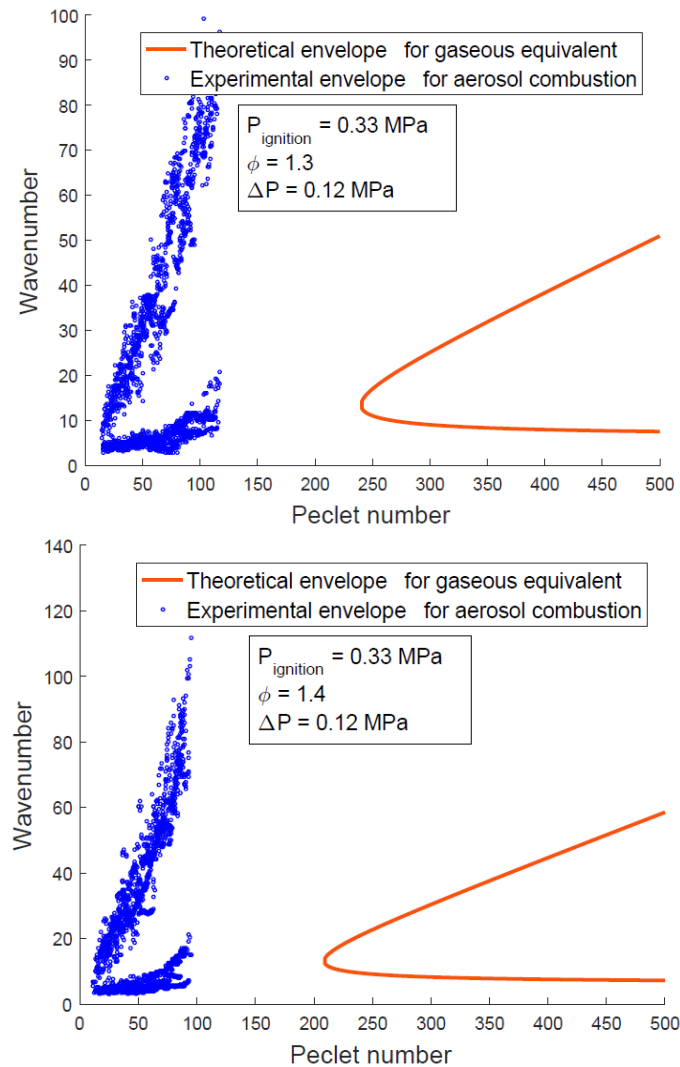 100
90
80
70
60
50
40
30
20
10
0
Wavenumber
Theoretical envelope for gaseous equivalent
Experimental envelope for aerosol combustion
P_ignition = 0.33 MPa
ϕ = 1.3
ΔP = 0.12 MPa
0 50 100 150 200 250 300 350 400 450 500
Peclet number
140
120
100
80
60
40
20
0
Wavenumber
Theoretical envelope for gaseous equivalent
Experimental envelope for aerosol combustion
P_ignition = 0.33 MPa
ϕ = 1.4
ΔP = 0.12 MPa
0 50 100 150 200 250 300 350 400 450 500
Peclet number